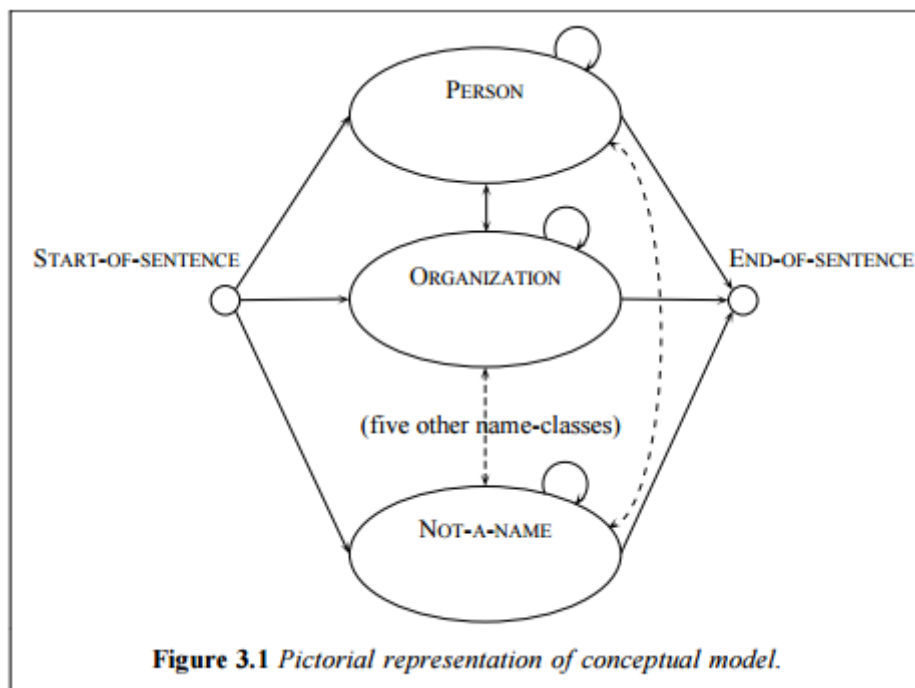 PERSON
START-OF-SENTENCE
END-OF-SENTENCE
ORGANIZATION
(five other name-classes)
NOT-A-NAME
Figure 3.1 Pictorial representation of conceptual model.